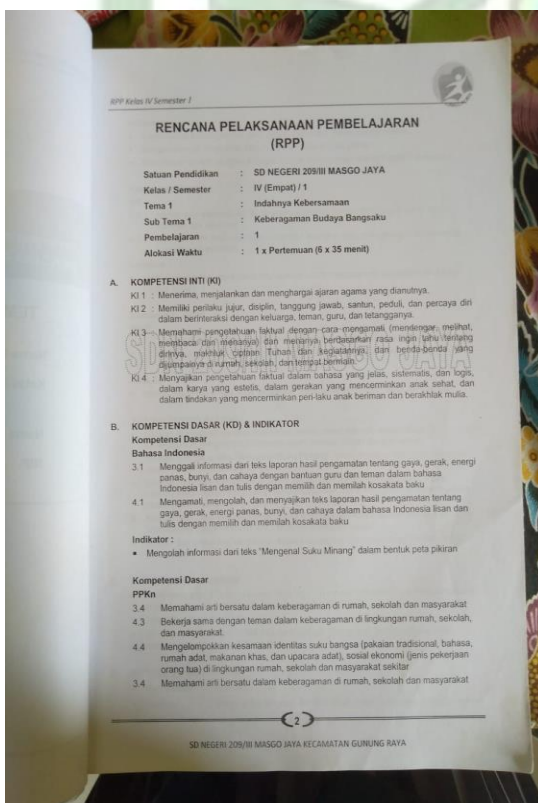 RPP Kelas IV Semester I
RENCANA PELAKSANAAN PEMBELAJARAN
(RPP)
Satuan Pendidikan : SD NEGERI 209/III MASGO JAYA
Kelas / Semester : IV (Empat) / 1
Tema 1 : Indahnya Kebersamaan
Sub Tema 1 : Keberagaman Budaya Bangsaku
Pembelajaran : 1
Alokasi Waktu : 1 x Pertemuan (6 x 35 menit)
A. KOMPETENSI INTI (KI)
KI 1 : Menerima, menjalankan dan menghargai ajaran agama yang dianutnya.
KI 2 : Memiliki perilaku jujur, disiplin, tanggung jawab, santun, peduli, dan percaya diri
dalam berinteraksi dengan keluarga, teman, guru, dan tetangganya.
KI 3 : Memahami pengetahuan faktual dengan cara mengamati (mendengar, melihat,
membaca dan menanya) dan menanya berdasarkan rasa ingin tahu tentang
dirinya, makhluk ciptaan Tuhan dan kegiatannya, dan benda-benda yang
dijumpainya di rumah, sekolah, dan tempat bermain.
KI 4 : Menyajikan pengetahuan faktual dalam bahasa yang jelas, sistematis, dan logis,
dalam karya yang estetis, dalam gerakan yang mencerminkan anak sehat, dan
dalam tindakan yang mencerminkan peri-laku anak beriman dan berakhlak mulia.
B. KOMPETENSI DASAR (KD) & INDIKATOR
Kompetensi Dasar
Bahasa Indonesia
3.1 Menggali informasi dari teks laporan hasil pengamatan tentang gaya, gerak, energi
panas, bunyi, dan cahaya dengan bantuan guru dan teman dalam bahasa
Indonesia lisan dan tulis dengan memilih dan memilah kosakata baku
4.1 Mengamati, mengolah, dan menyajikan teks laporan hasil pengamatan tentang
gaya, gerak, energi panas, bunyi, dan cahaya dalam bahasa Indonesia lisan dan
tulis dengan memilih dan memilah kosakata baku
Indikator :
• Mengolah informasi dari teks "Mengenal Suku Minang" dalam bentuk peta pikiran
Kompetensi Dasar
PPKn
3.4 Memahami arti bersatu dalam keberagaman di rumah, sekolah dan masyarakat
4.3 Bekerja sama dengan teman dalam keberagaman di lingkungan rumah, sekolah,
dan masyarakat
4.4 Mengelompokkan kesamaan identitas suku bangsa (pakaian tradisional, bahasa,
rumah adat, makanan khas, dan upacara adat), sosial ekonomi (jenis pekerjaan
orang tua) di lingkungan rumah, sekolah dan masyarakat sekitar
3.4 Memahami arti bersatu dalam keberagaman di rumah, sekolah dan masyarakat
2
SD NEGERI 209/III MASGO JAYA KECAMATAN GUNUNG RAYA